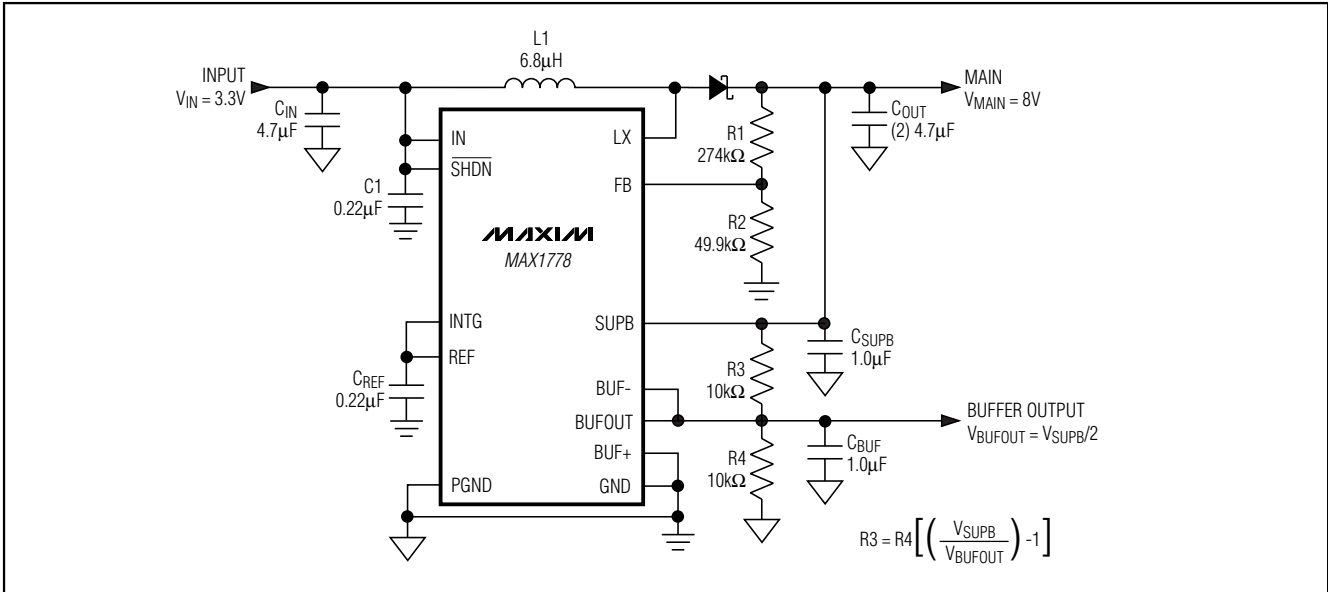 L1
6.8μH
INPUT
V_IN = 3.3V
MAIN
V_MAIN = 8V
C_IN
4.7μF
C_OUT
(2) 4.7μF
IN
LX
R1
274kΩ
SHDN
FB
C1
0.22μF
R2
49.9kΩ
MAXIM
MAX1778
INTG
SUPB
REF
C_SUPB
1.0μF
R3
10kΩ
C_REF
0.22μF
BUF-
BUFOUT
BUFFER OUTPUT
V_BUFOUT = V_SUPB/2
BUF+
C_BUF
1.0μF
R4
10kΩ
PGND
GND
R3 = R4[(V_SUPB/V_BUFOUT) -1]